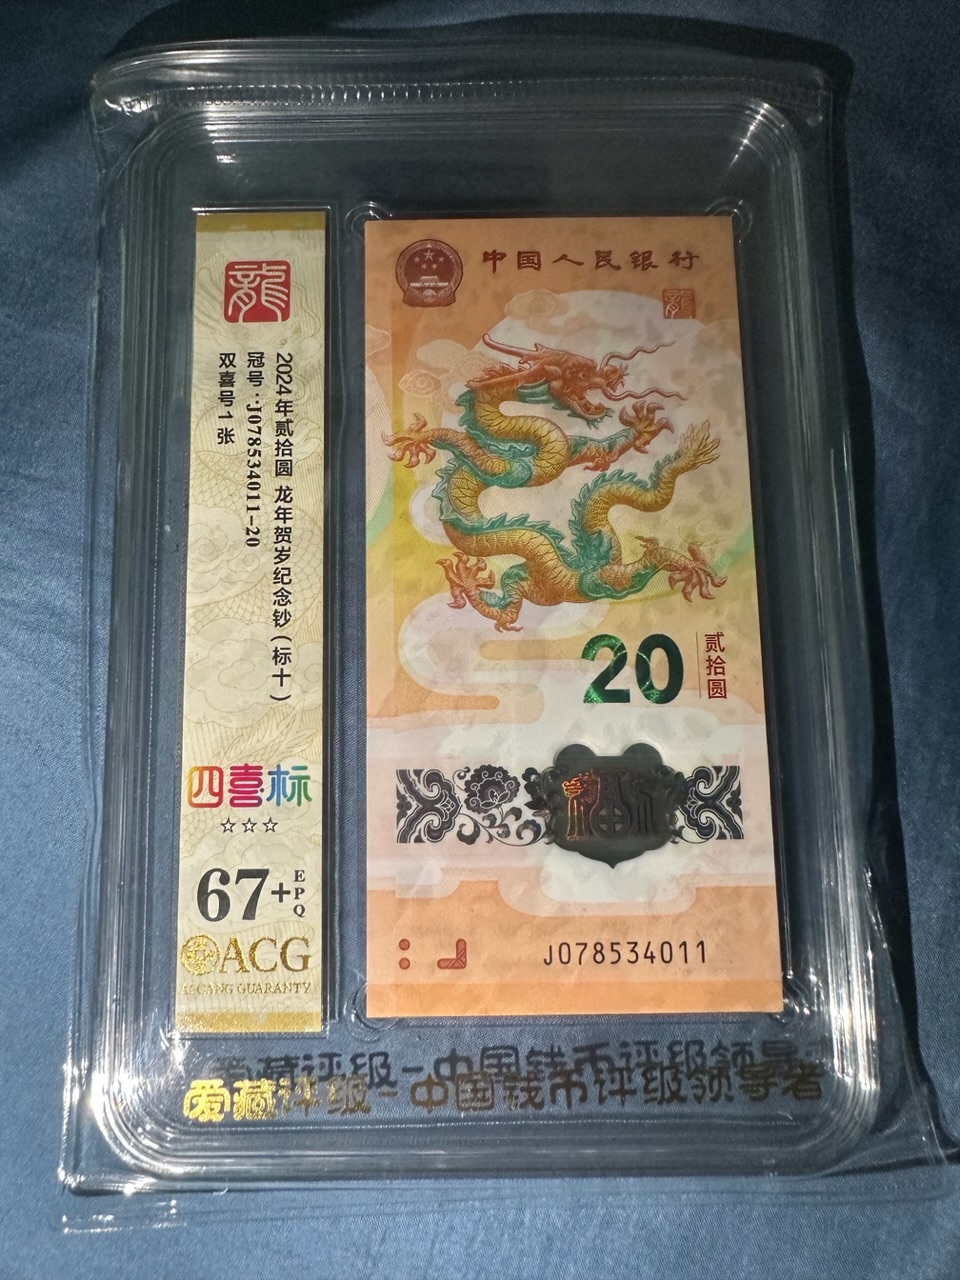 龍
2024年贰拾圆 龙年贺岁纪念钞（标十）
冠号：J078534011-20
双喜号1张
四喜标
☆☆☆
67+
EPQ
ACG
AICANG GUARANTY
中国人民银行
龍
20
贰拾圆
福
J078534011
爱藏评级-中国钱币评级领导者